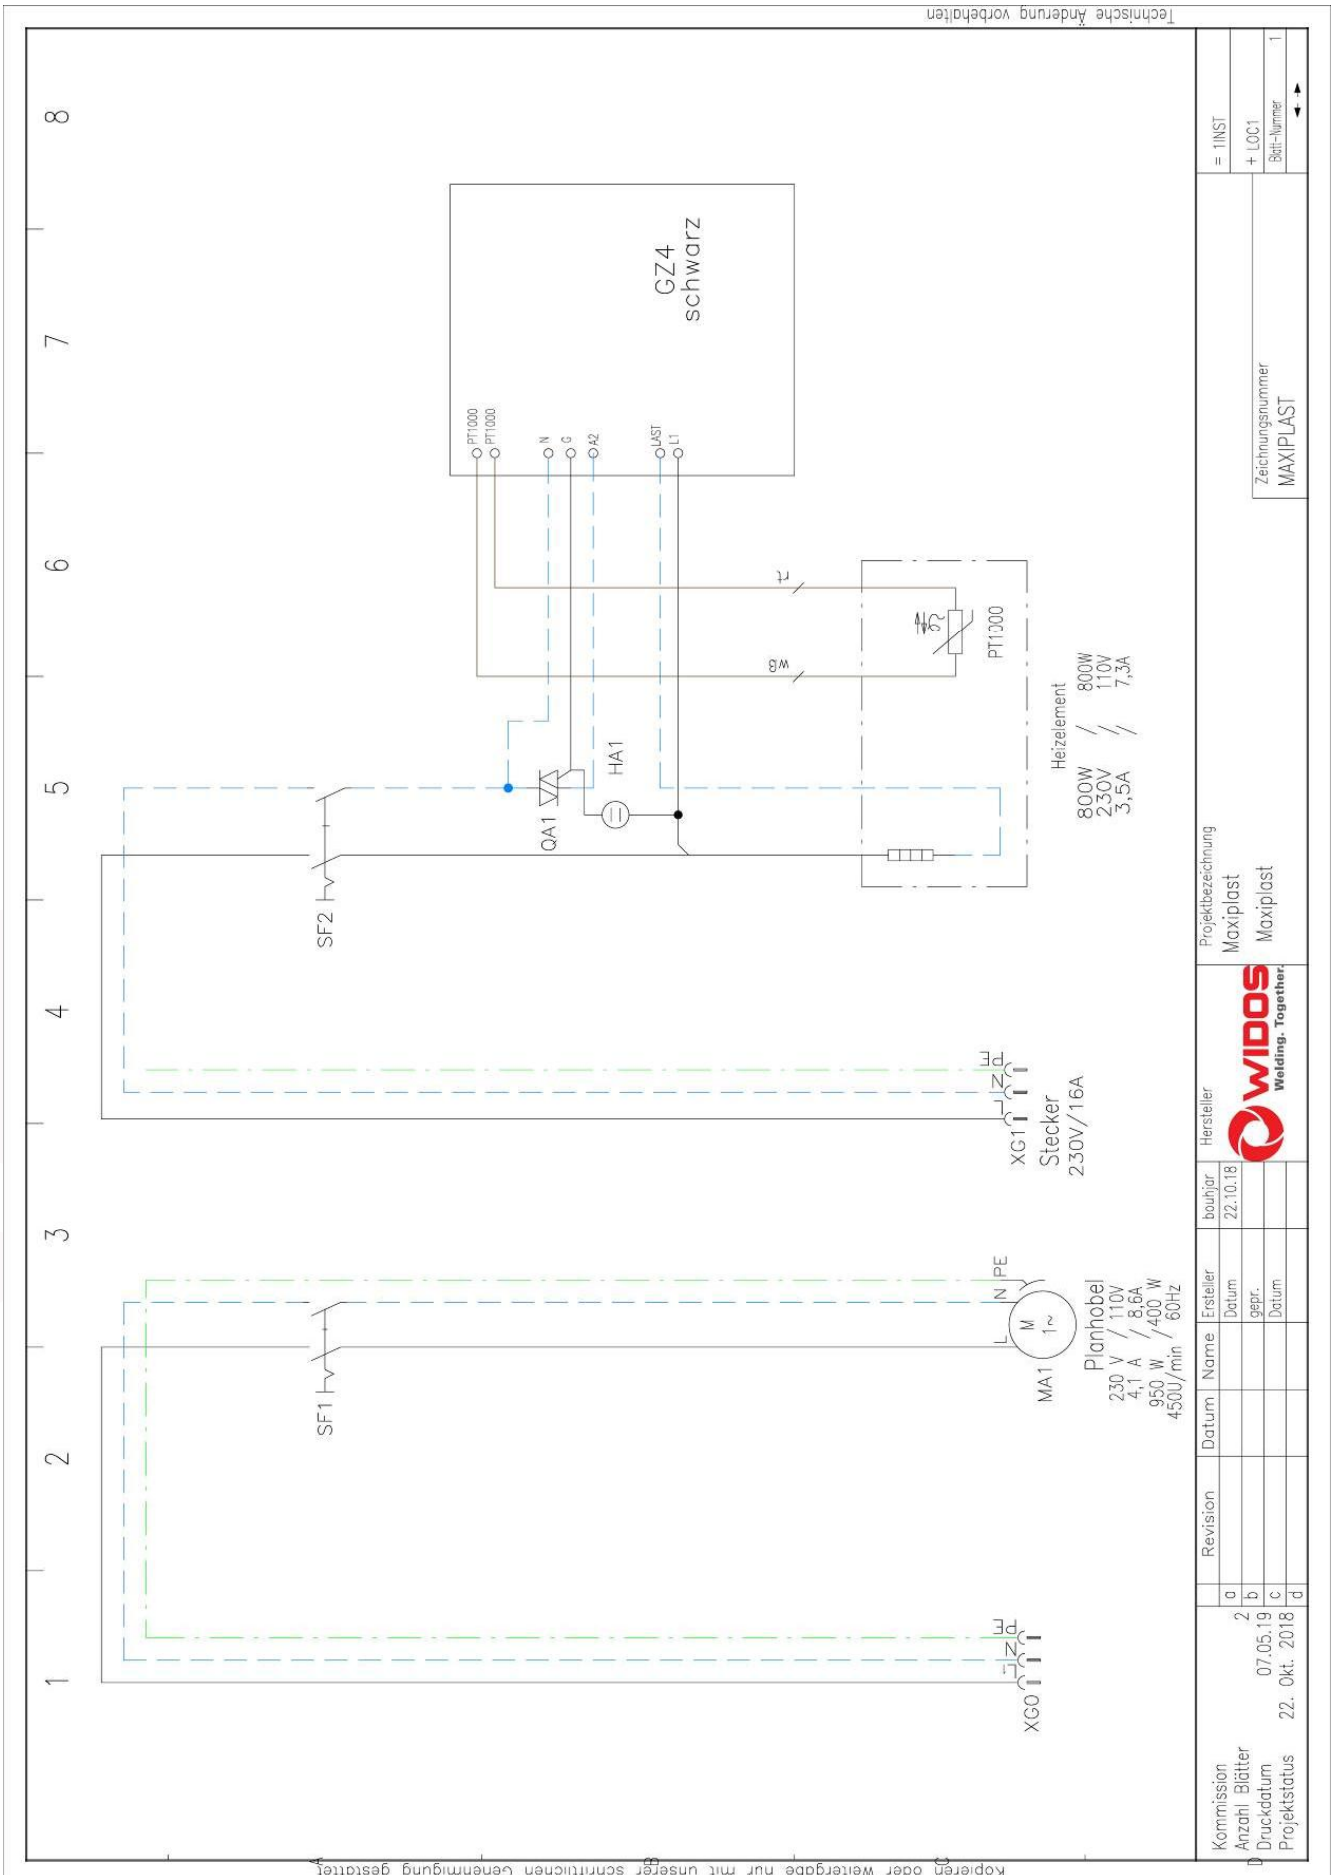 Technische Änderung vorbehalten
Kopieren oder Weitergabe nur mit unserer schriftlichen Genehmigung gestattet
1
2
3
4
5
6
7
8
A
B
C
D
XG0
L
N
PE
SF1
L
N
PE
M
1~
MA1
Planhobel
230 V / 110V
4,1 A / 8,6A
950 W / 400 W
450U/min / 60Hz
XG1
L
N
PE
Stecker
230V/16A
SF2
QA1
HA1
ws
rt
PT1000
Heizelement
800W / 800W
230V / 110V
3,5A / 7,3A
PT1000
PT1000
N
G
A2
LAST
L1
GZ4
schwarz
Kommission
Anzahl Blätter 2
Druckdatum 07.05.19
Projektstatus 22. Okt. 2018
Revision
Datum
Name
a
b
c
d
Ersteller bouhjar
Datum 22.10.18
gepr.
Datum
Hersteller
WIDOS
Welding. Together.
Projektbezeichnung
Maxiplast
Maxiplast
Zeichnungsnummer
MAXIPLAST
= 1INST
+ LOC1
Blatt-Nummer 1